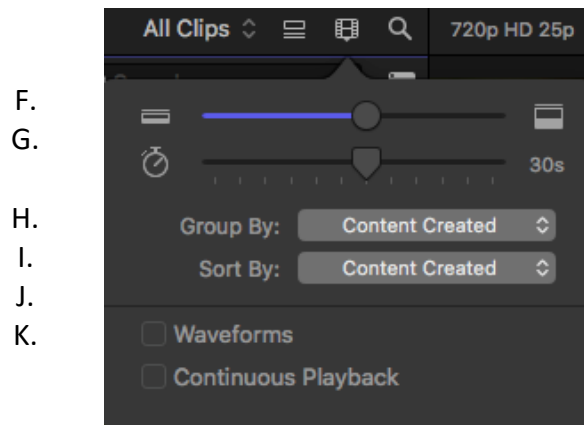 All Clips 720p HD 25p
F.
G.
30s
H. Group By: Content Created
I. Sort By: Content Created
J.
K. Waveforms
Continuous Playback